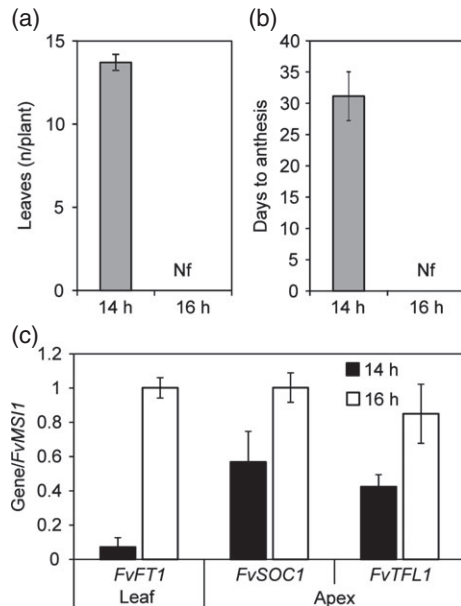 (a)
(b)
15
10
5
0
Leaves (n/plant)
Nf
14 h
16 h
40
35
30
25
20
15
10
5
0
Days to anthesis
Nf
14 h
16 h
(c)
1.2
1
0.8
0.6
0.4
0.2
0
Gene/FvMSI1
14 h
16 h
FvFT1
FvSOC1
FvTFL1
Leaf
Apex